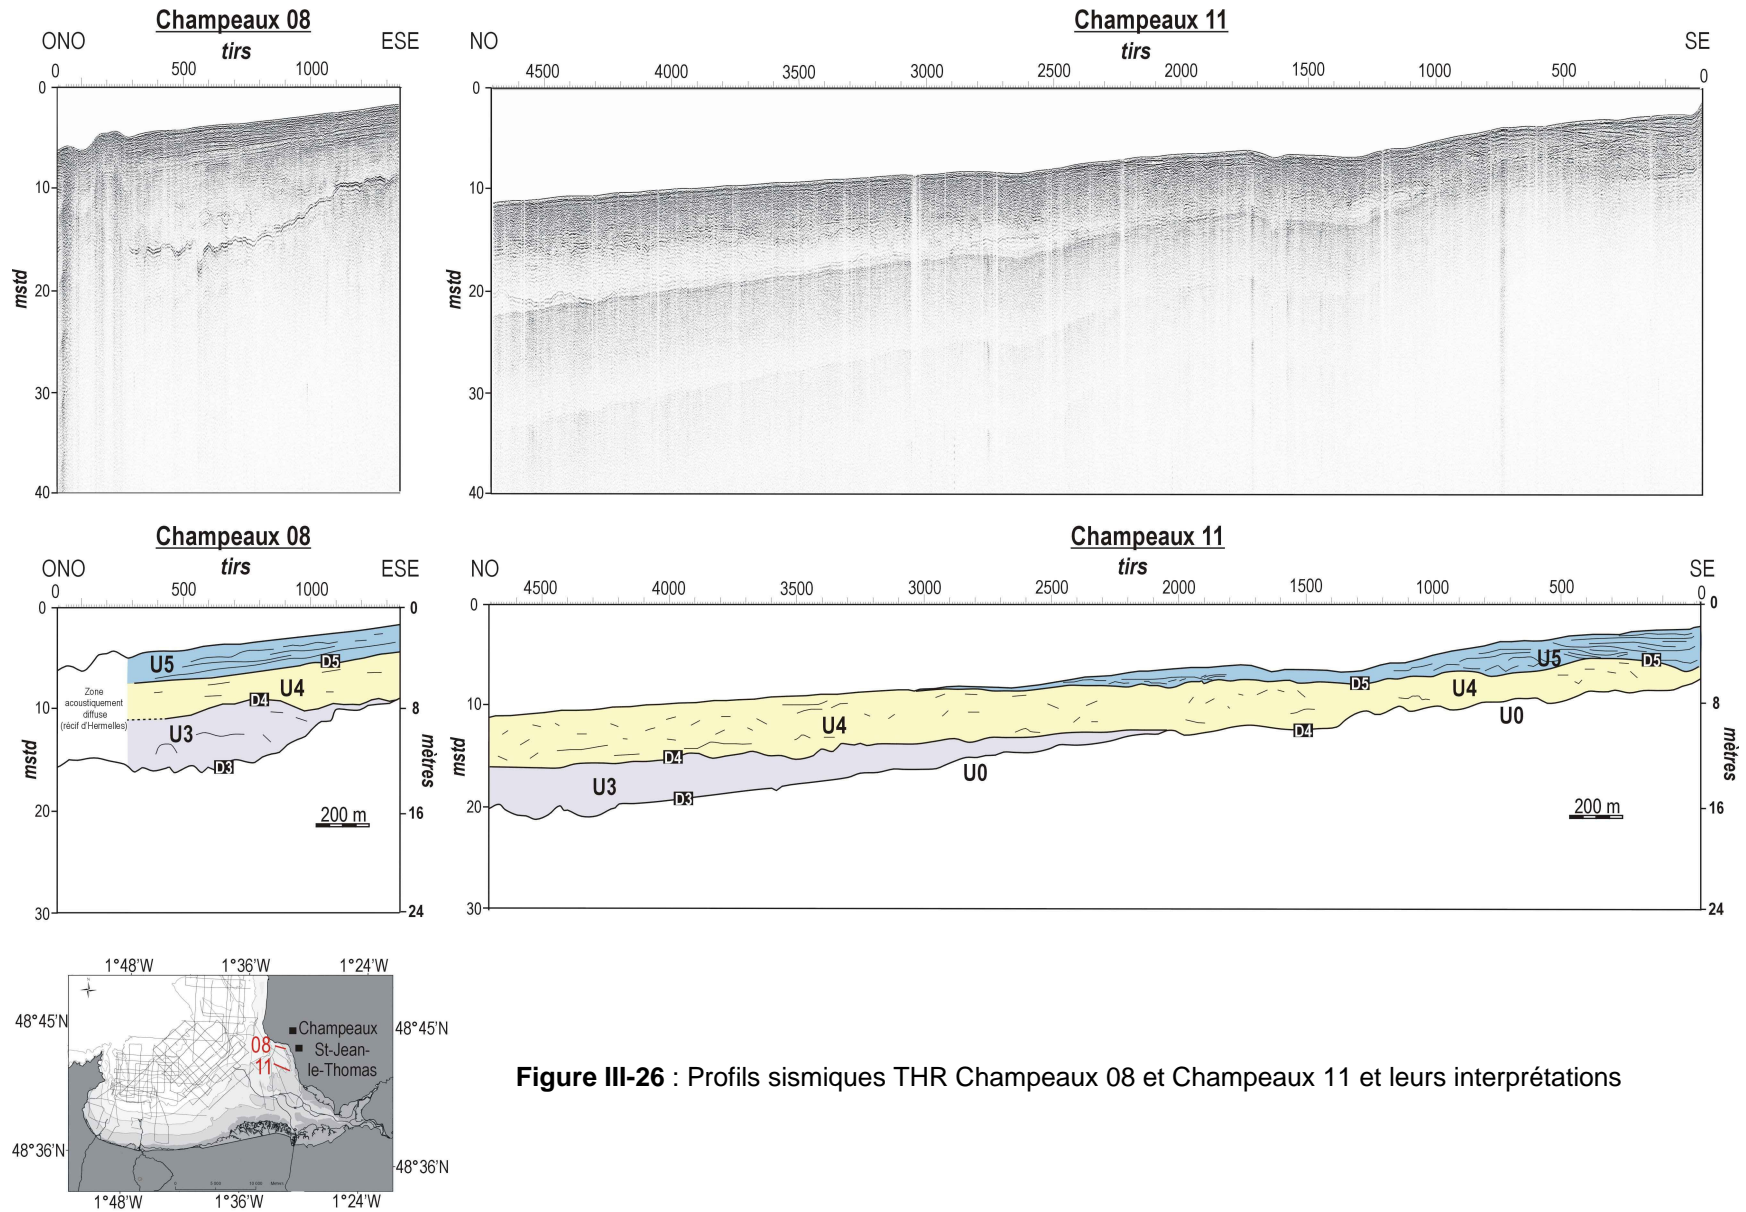 Champeaux 08
ONO
tirs
ESE
0 500 1000
0
10
20
30
40
mstd
Champeaux 11
NO
tirs
SE
4500 4000 3500 3000 2500 2000 1500 1000 500 0
0
10
20
30
40
mstd
Champeaux 08
ONO
tirs
ESE
0 500 1000
0
10
20
30
mstd
0
8
16
24
mètres
U5
D5
U4
D4
U3
D3
Zone
acoustiquement
diffuse
(récif d'Hermelles)
200 m
Champeaux 11
NO
tirs
SE
4500 4000 3500 3000 2500 2000 1500 1000 500 0
0
10
20
30
mstd
0
8
16
24
mètres
U5
D5
D5
U4
U4
D4
D4
U3
D3
U0
U0
200 m
1°48'W 1°36'W 1°24'W
48°45'N
48°45'N
Champeaux
08
St-Jean-
11
le-Thomas
48°36'N
48°36'N
0 5 000 10 000 Mètres
1°48'W 1°36'W 1°24'W
Figure III-26 : Profils sismiques THR Champeaux 08 et Champeaux 11 et leurs interprétations